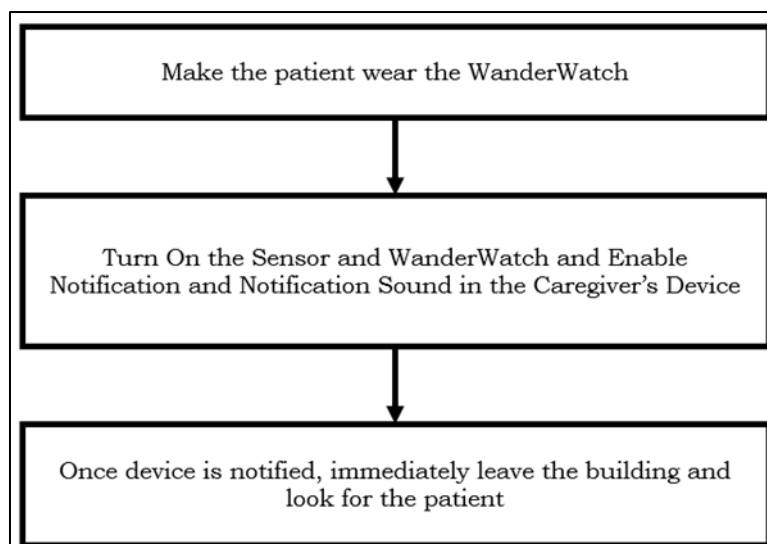 Make the patient wear the WanderWatch
Turn On the Sensor and WanderWatch and Enable
Notification and Notification Sound in the Caregiver’s Device
Once device is notified, immediately leave the building and
look for the patient